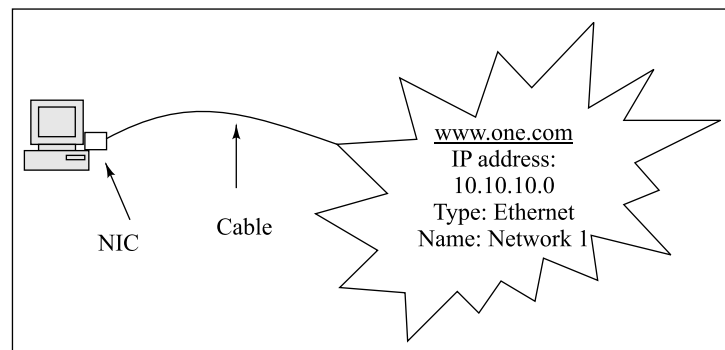 www.one.com
IP address:
10.10.10.0
Type: Ethernet
Name: Network 1
NIC
Cable